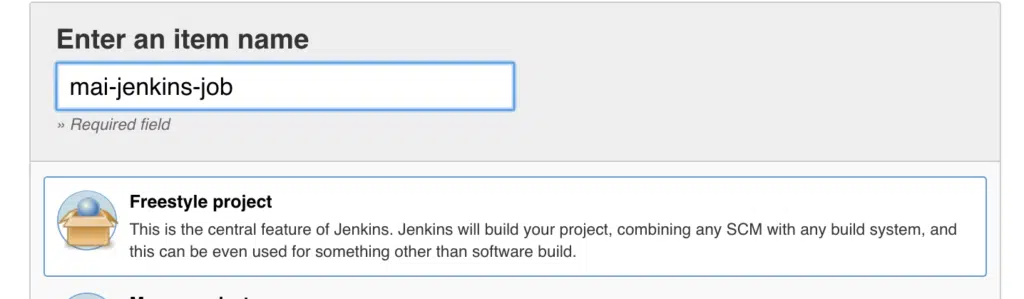 Enter an item name
mai-jenkins-job
» Required field
Freestyle project
This is the central feature of Jenkins. Jenkins will build your project, combining any SCM with any build system, and
this can be even used for something other than software build.